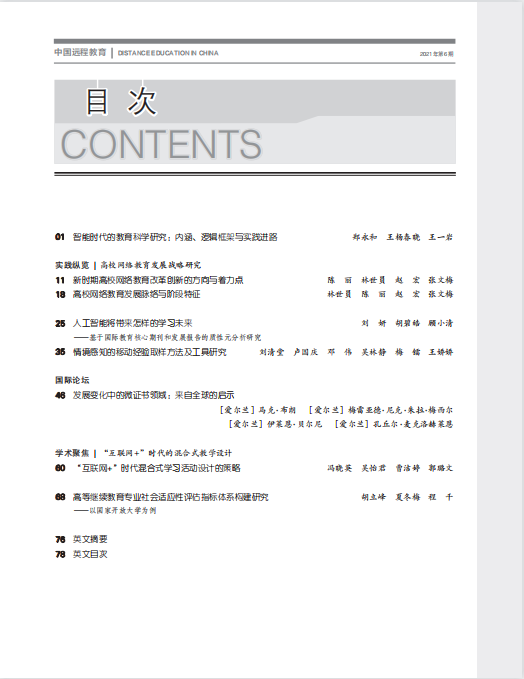 中国远程教育 DISTANCE EDUCATION IN CHINA 2021年第6期
目次
CONTENTS
01 智能时代的教育科学研究：内涵、逻辑框架与实践进路 郑永和 王杨春晓 王一岩
实践纵览 | 高校网络教育发展战略研究
11 新时期高校网络教育改革创新的方向与着力点 陈 丽 林世员 赵 宏 张文梅
18 高校网络教育发展脉络与阶段特征 林世员 陈 丽 赵 宏 张文梅
25 人工智能将带来怎样的学习未来 刘 妍 胡碧皓 顾小清
——基于国际教育核心期刊和发展报告的质性元分析研究
35 情境感知的移动经验取样方法及工具研究 刘清堂 卢国庆 邓 伟 吴林静 梅 镭 王娇娇
国际论坛
46 发展变化中的微证书领域：来自全球的启示
［爱尔兰］马克·布朗 ［爱尔兰］梅雷亚德·尼克·朱拉·梅西尔
［爱尔兰］伊莱恩·贝尔尼 ［爱尔兰］孔丘尔·麦克洛赫莱恩
学术聚焦 | “互联网+”时代的混合式教学设计
60 “互联网+”时代混合式学习活动设计的策略 冯晓英 吴怡君 曹洁婷 郭璐文
68 高等继续教育专业社会适应性评估指标体系构建研究 胡立峰 夏冬梅 程 千
——以国家开放大学为例
76 英文摘要
78 英文目次